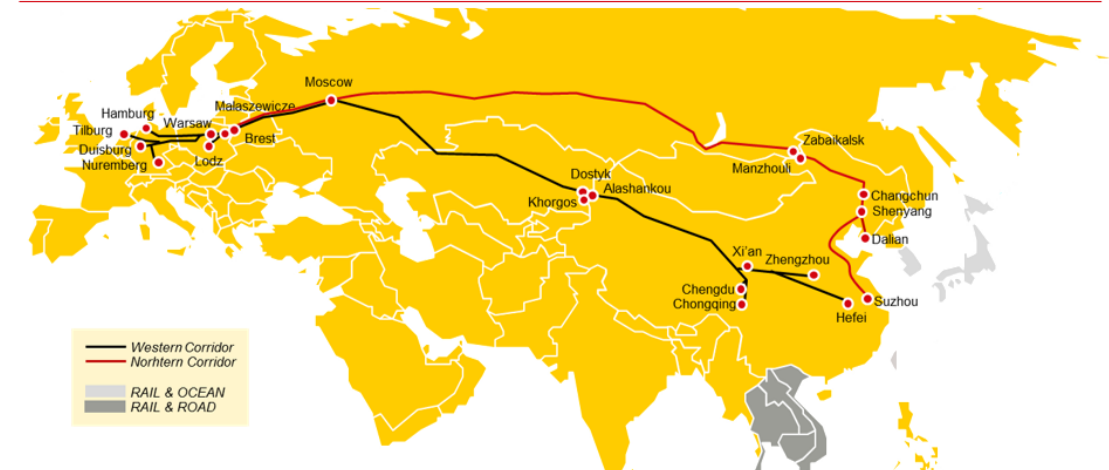 Moscow
Hamburg
Malaszewicze
Tilburg
Warsaw
Brest
Duisburg
Lodz
Nuremberg
Zabaikalsk
Manzhouli
Dostyk
Alashankou
Khorgos
Changchun
Shenyang
Dalian
Xi'an
Zhengzhou
Chengdu
Chongqing
Suzhou
Hefei
Western Corridor
Norhtern Corridor
RAIL & OCEAN
RAIL & ROAD